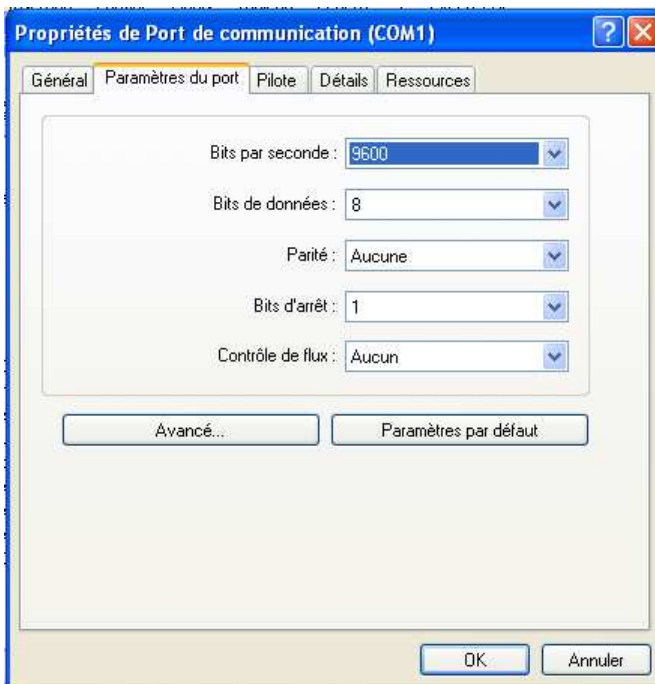 Propriétés de Port de communication (COM1)
Général Paramètres du port Pilote Détails Ressources
Bits par seconde : 9600
Bits de données : 8
Parité : Aucune
Bits d'arrêt : 1
Contrôle de flux : Aucun
Avancé... Paramètres par défaut
OK Annuler